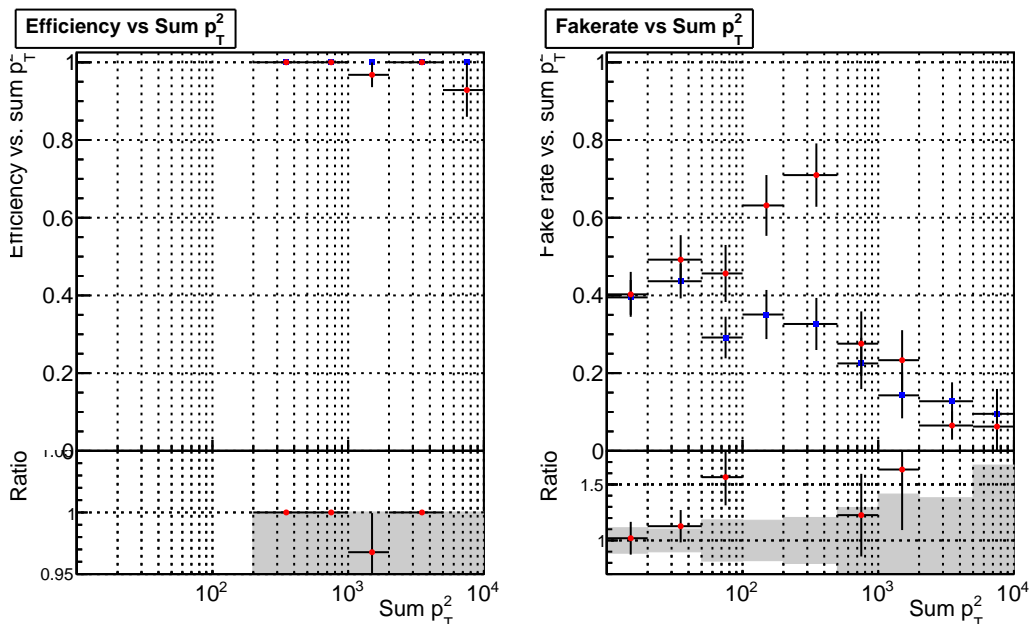 Efficiency vs Sum p_T^2
Efficiency vs. sum p_T^2
1
0.8
0.6
0.4
0.2
0
Ratio
1
0.95
10^2
10^3
10^4
Sum p_T^2
Fakerate vs Sum p_T^2
Fake rate vs. sum p_T^2
1
0.8
0.6
0.4
0.2
0
Ratio
1.5
1
10^2
10^3
10^4
Sum p_T^2